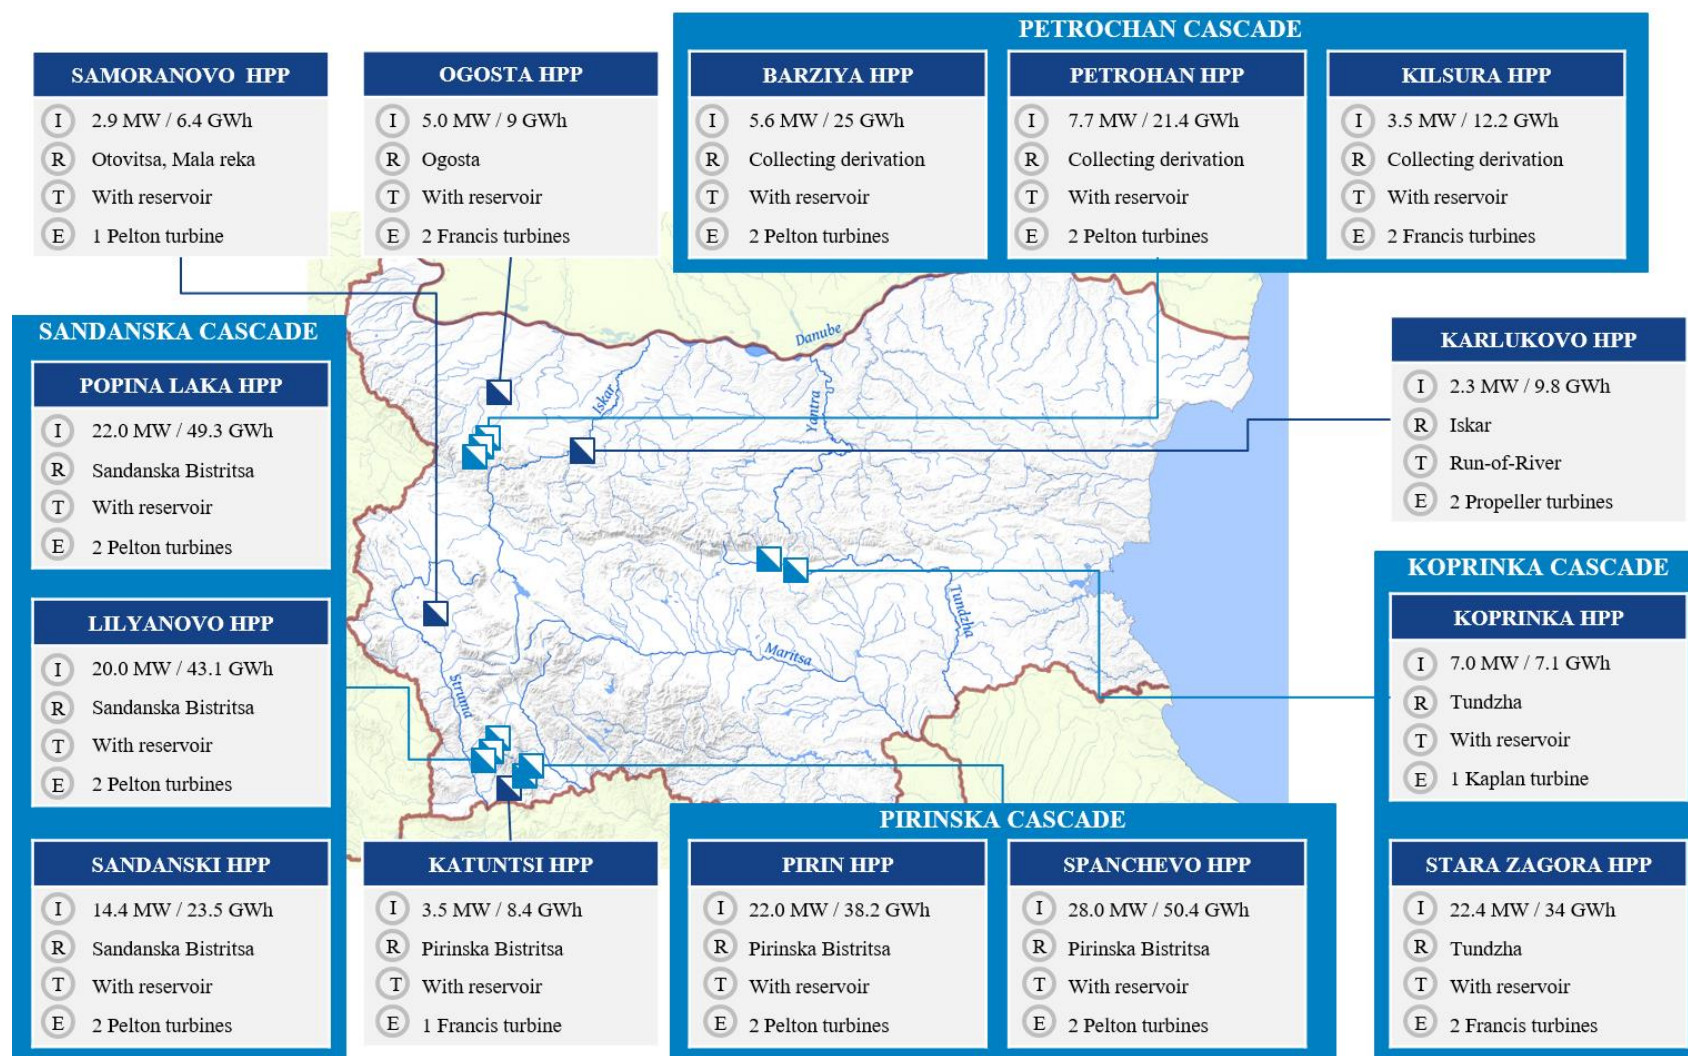 PETROCHAN CASCADE
SAMORANOVO HPP
I 2.9 MW / 6.4 GWh
R Otovitsa, Mala reka
T With reservoir
E 1 Pelton turbine
OGOSTA HPP
I 5.0 MW / 9 GWh
R Ogosta
T With reservoir
E 2 Francis turbines
BARZIYA HPP
I 5.6 MW / 25 GWh
R Collecting derivation
T With reservoir
E 2 Pelton turbines
PETROHAN HPP
I 7.7 MW / 21.4 GWh
R Collecting derivation
T With reservoir
E 2 Pelton turbines
KILSURA HPP
I 3.5 MW / 12.2 GWh
R Collecting derivation
T With reservoir
E 2 Francis turbines
SANDANSKA CASCADE
POPINA LAKA HPP
I 22.0 MW / 49.3 GWh
R Sandanska Bistritsa
T With reservoir
E 2 Pelton turbines
LILYANOVO HPP
I 20.0 MW / 43.1 GWh
R Sandanska Bistritsa
T With reservoir
E 2 Pelton turbines
SANDANSKI HPP
I 14.4 MW / 23.5 GWh
R Sandanska Bistritsa
T With reservoir
E 2 Pelton turbines
Danube
Iskar
Yantra
Tundzha
Maritsa
Struma
KARLUKOVO HPP
I 2.3 MW / 9.8 GWh
R Iskar
T Run-of-River
E 2 Propeller turbines
KOPRINKA CASCADE
KOPRINKA HPP
I 7.0 MW / 7.1 GWh
R Tundzha
T With reservoir
E 1 Kaplan turbine
STARA ZAGORA HPP
I 22.4 MW / 34 GWh
R Tundzha
T With reservoir
E 2 Francis turbines
KATUNTSI HPP
I 3.5 MW / 8.4 GWh
R Pirinska Bistritsa
T With reservoir
E 1 Francis turbine
PIRINSKA CASCADE
PIRIN HPP
I 22.0 MW / 38.2 GWh
R Pirinska Bistritsa
T With reservoir
E 2 Pelton turbines
SPANCHEVO HPP
I 28.0 MW / 50.4 GWh
R Pirinska Bistritsa
T With reservoir
E 2 Pelton turbines